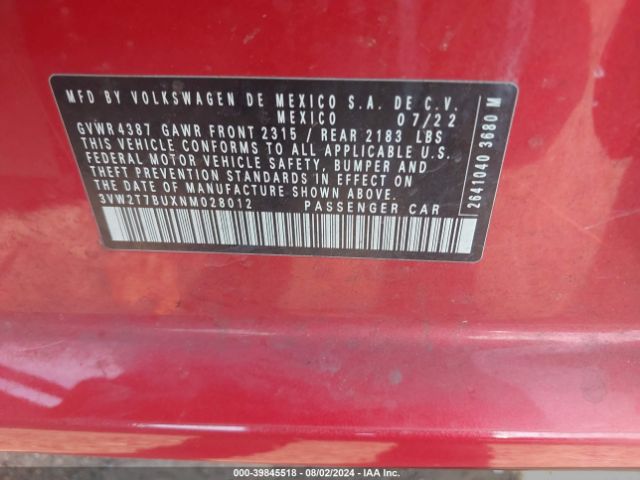 MFD BY VOLKSWAGEN DE MEXICO S.A. DE C.V.
MEXICO 07/22
GVWR 4387 GAWR FRONT 2315 / REAR 2183 LBS
THIS VEHICLE CONFORMS TO ALL APPLICABLE U.S.
FEDERAL MOTOR VEHICLE SAFETY, BUMPER AND
THEFT PREVENTION STANDARDS IN EFFECT ON
THE DATE OF MANUFACTURE SHOWN ABOVE.
3VW2T7BUXNM028012 PASSENGER CAR
2641040 3680 M
000-39845518 - 08/02/2024 - IAA Inc.